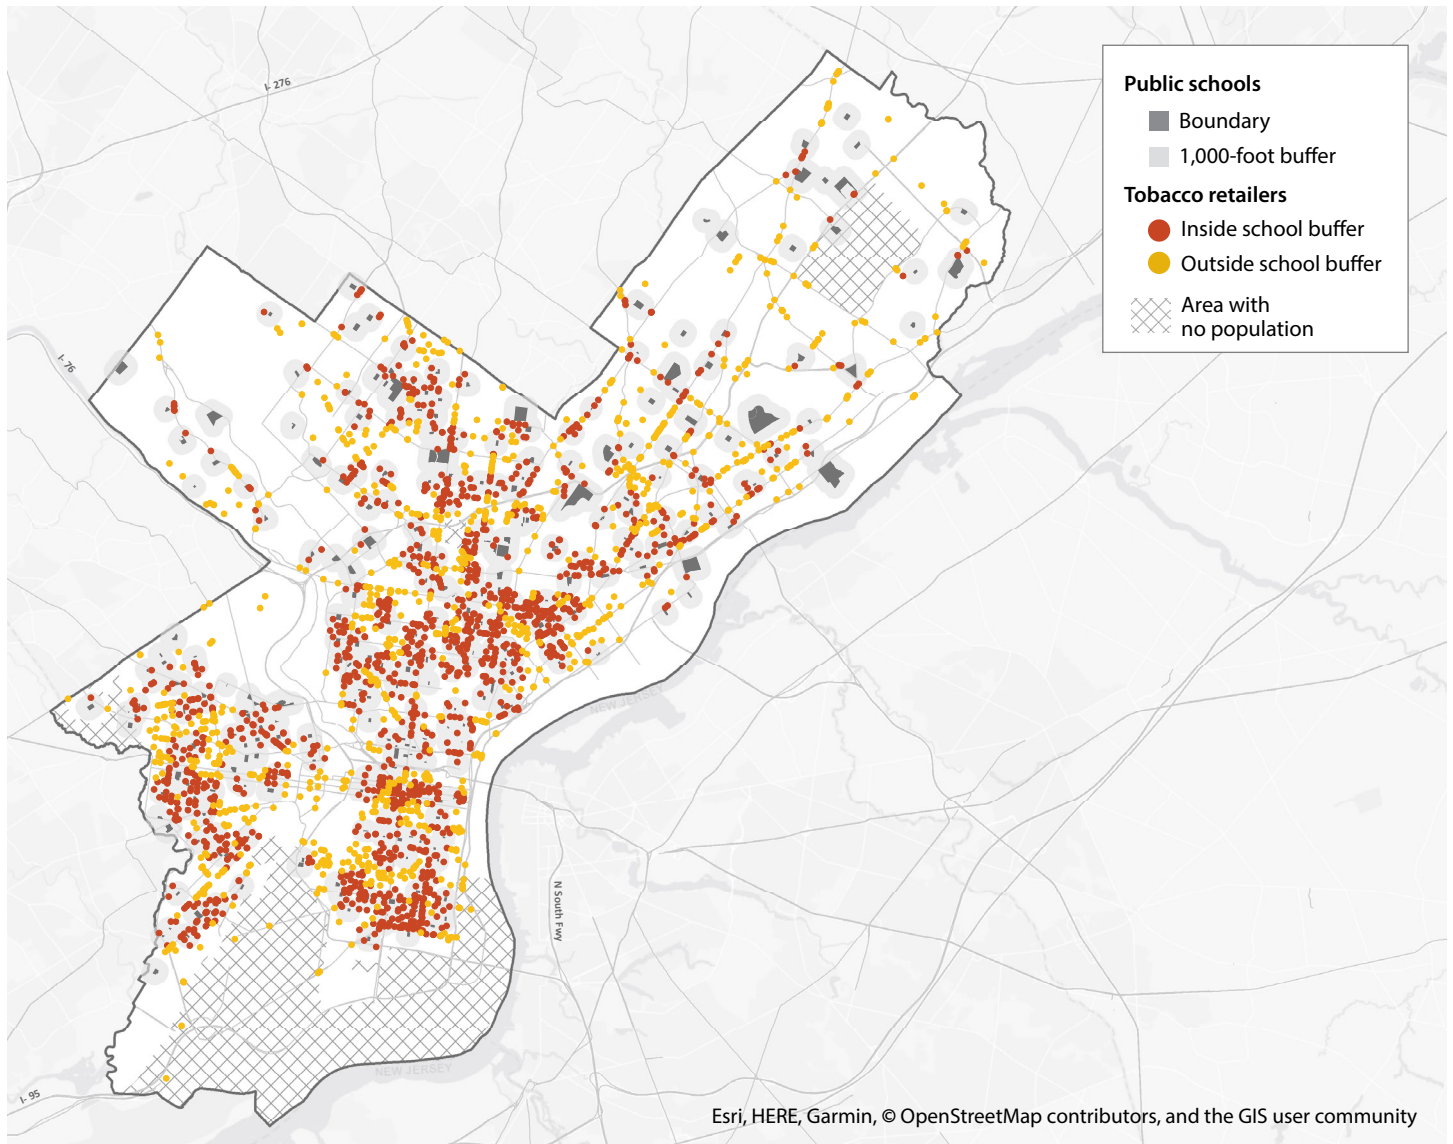 I- 276
Public schools
Boundary
1,000-foot buffer
Tobacco retailers
Inside school buffer
Outside school buffer
Area with
no population
I- 76
NEW JERSEY
N South Fwy
NEW JERSEY
I- 95
Esri, HERE, Garmin, © OpenStreetMap contributors, and the GIS user community